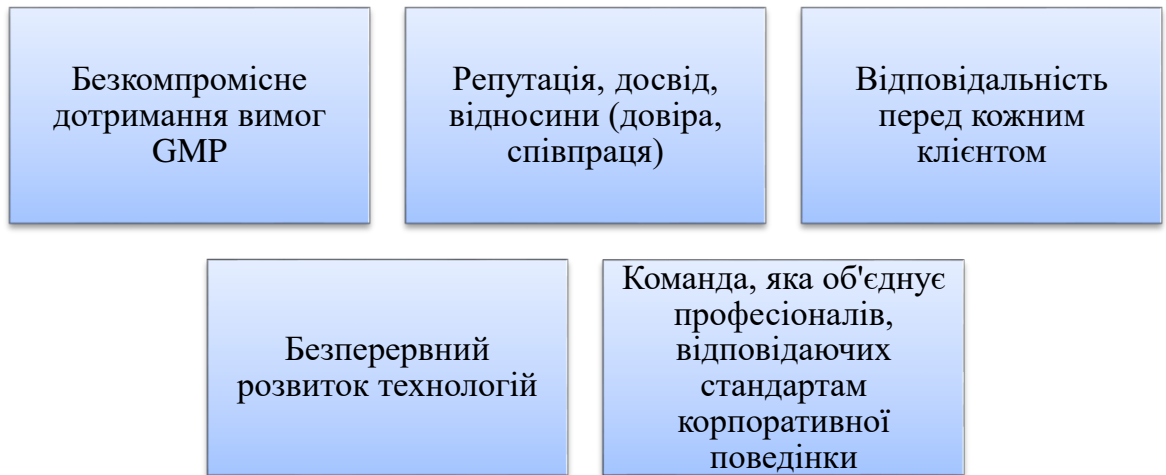 Безкомпромісне
дотримання вимог
GMP
Репутація, досвід,
відносини (довіра,
співпраця)
Відповідальність
перед кожним
клієнтом
Безперервний
розвиток технологій
Команда, яка об'єднує
професіоналів,
відповідаючих
стандартам
корпоративної
поведінки